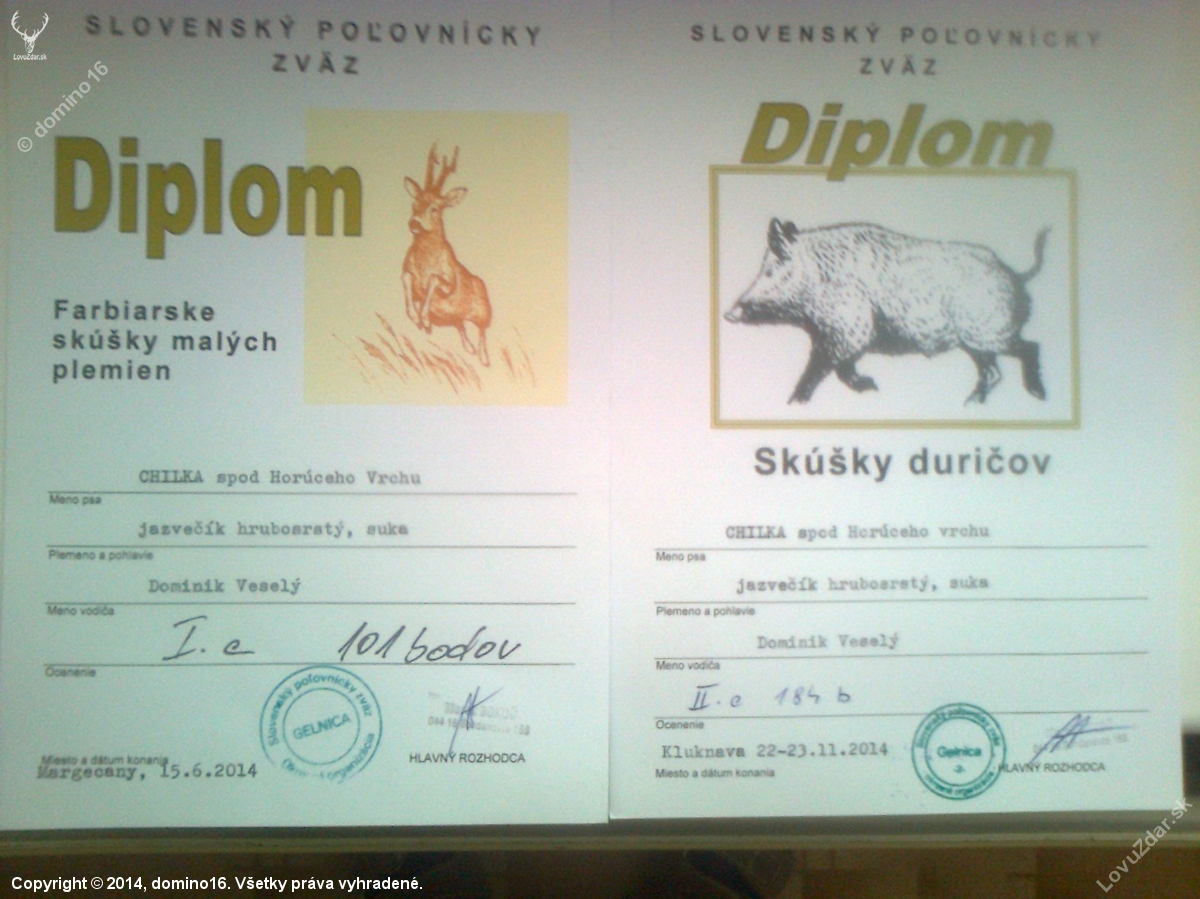 LovuZdar.sk
© domino16
SLOVENSKÝ POĽOVNÍCKY
ZVÄZ
Diplom
Farbiarske
skúšky malých
plemien
CHILKA spod Horúceho Vrchu
Meno psa
jazvečík hrubosrstý, suka
Plemeno a pohlavie
Dominik Veselý
Meno vodiča
I. c 101 bodov
Ocenenie
Slovenský poľovnícky zväz
GELNICA
organizácia
HLAVNÝ ROZHODCA
Miesto a dátum konania
Margecany, 15.6.2014
SLOVENSKÝ POĽOVNÍCKY
ZVÄZ
Diplom
Skúšky duričov
CHILKA spod Horúceho vrchu
Meno psa
jazvečík hrubosrstý, suka
Plemeno a pohlavie
Dominik Veselý
Meno vodiča
II. c 184 b
Ocenenie
Kluknava 22-23.11.2014
Gelnica
HLAVNÝ ROZHODCA
Miesto a dátum konania
LovuZdar.sk
Copyright © 2014, domino16. Všetky práva vyhradené.